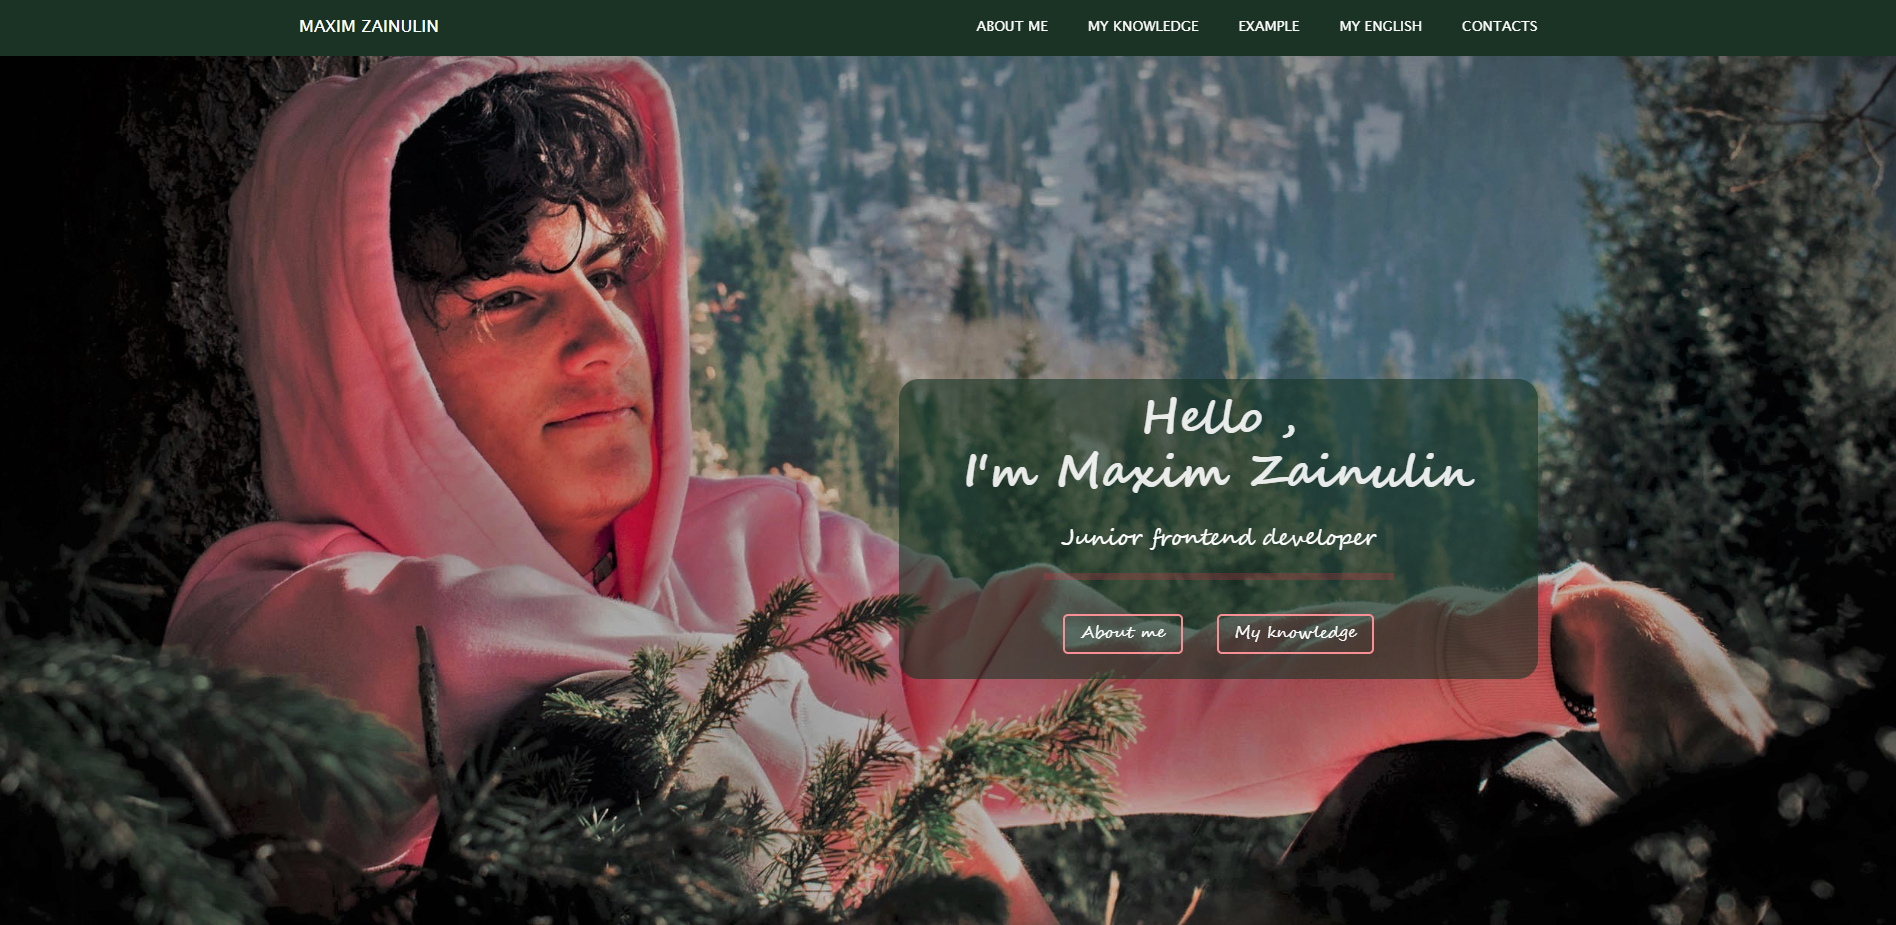 MAXIM ZAINULIN
ABOUT ME MY KNOWLEDGE EXAMPLE MY ENGLISH CONTACTS
Hello ,
I'm Maxim Zainulin
Junior frontend developer
About me My knowledge